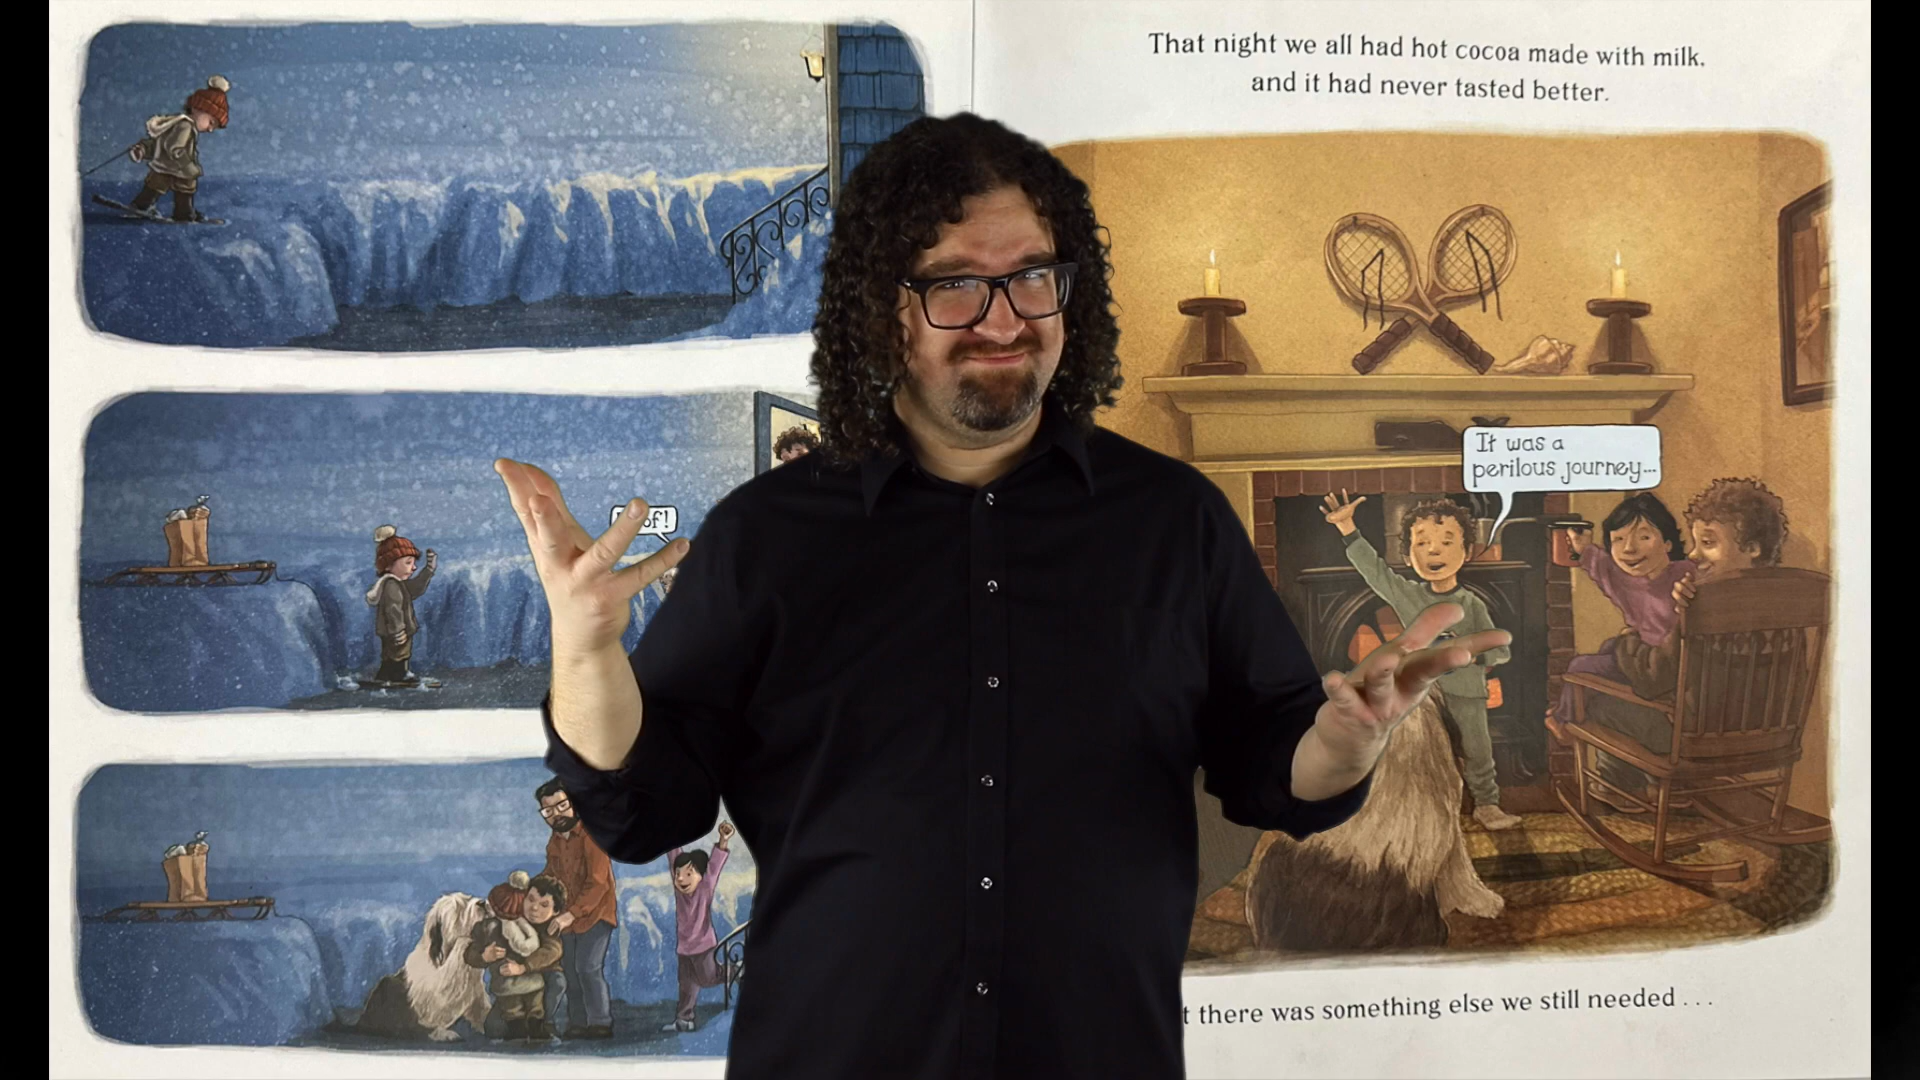 That night we all had hot cocoa made with milk,
and it had never tasted better.
of!
It was a
perilous journey...
t there was something else we still needed . . .